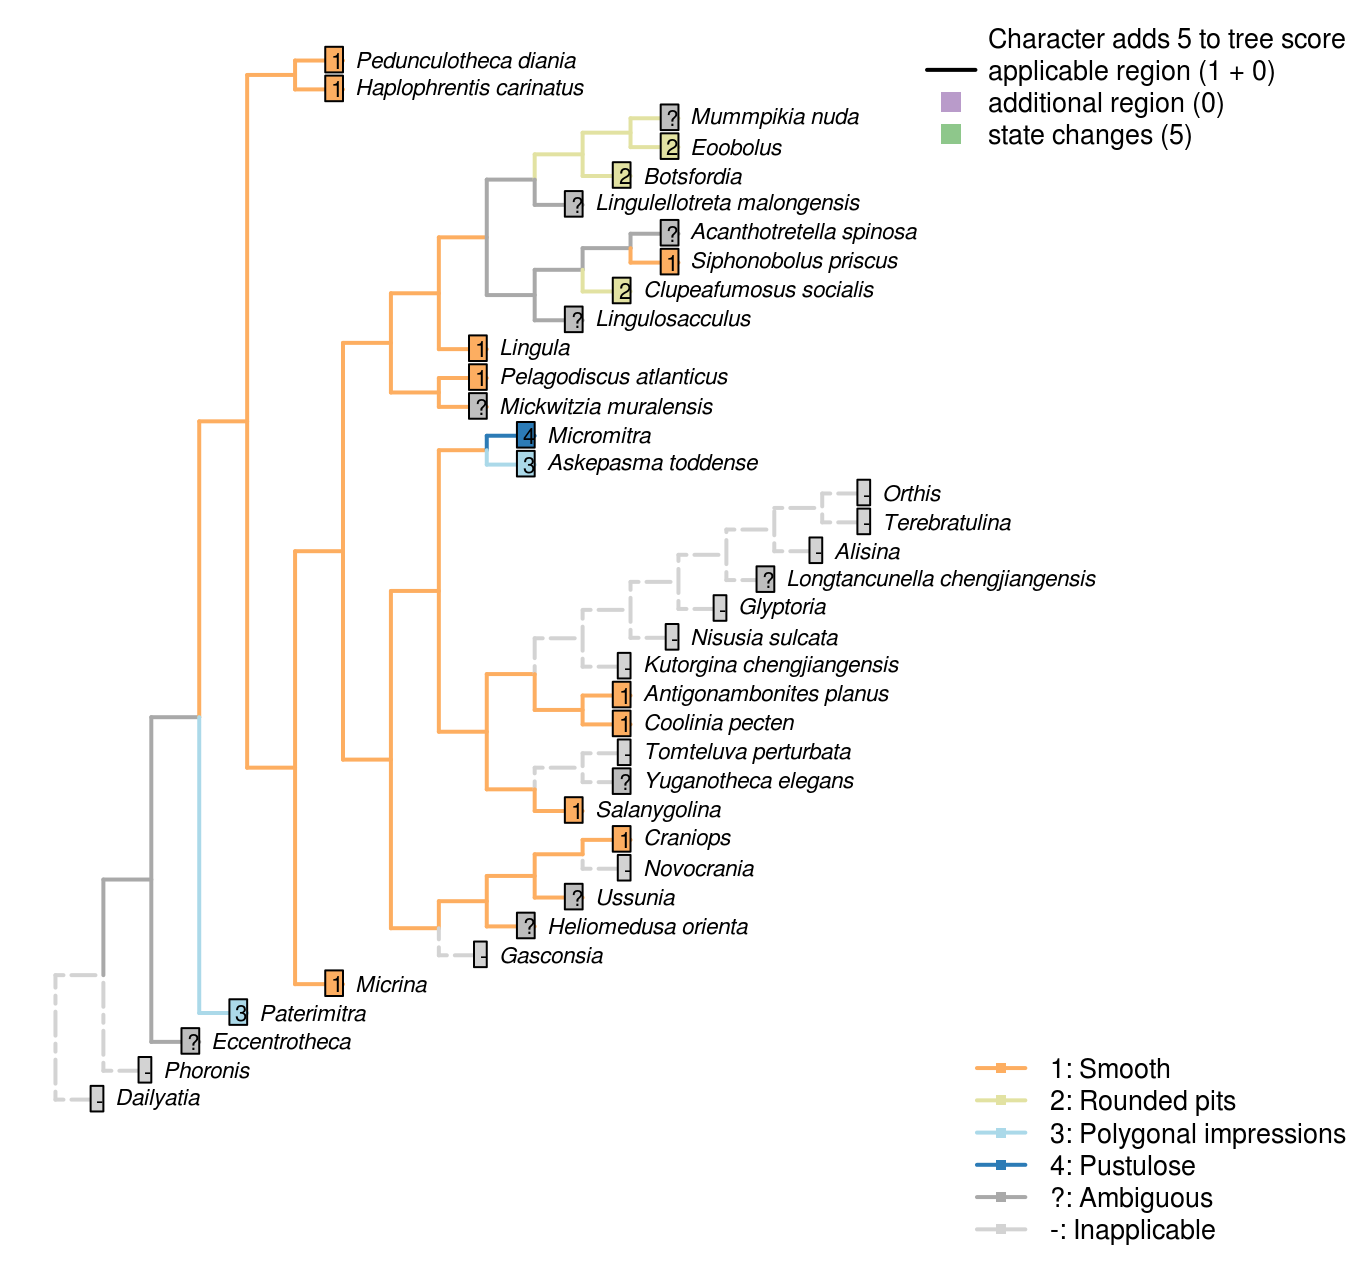 Character adds 5 to tree score
applicable region (1 + 0)
additional region (0)
state changes (5)
1 Pedunculotheca diania
1 Haplophrentis carinatus
? Mummpikia nuda
2 Eoobolus
2 Botsfordia
? Lingulellotreta malongensis
? Acanthotretella spinosa
1 Siphonobolus priscus
2 Clupeafumosus socialis
? Lingulosacculus
1 Lingula
1 Pelagodiscus atlanticus
? Mickwitzia muralensis
4 Micromitra
3 Askepasma toddense
- Orthis
- Terebratulina
- Alisina
? Longtancunella chengjiangensis
- Glyptoria
- Nisusia sulcata
- Kutorgina chengjiangensis
1 Antigonambonites planus
1 Coolinia pecten
- Tomteluva perturbata
? Yuganotheca elegans
1 Salanygolina
1 Craniops
- Novocrania
? Ussunia
? Heliomedusa orienta
- Gasconsia
1 Micrina
3 Paterimitra
? Eccentrotheca
- Phoronis
- Dailyatia
1: Smooth
2: Rounded pits
3: Polygonal impressions
4: Pustulose
?: Ambiguous
-: Inapplicable